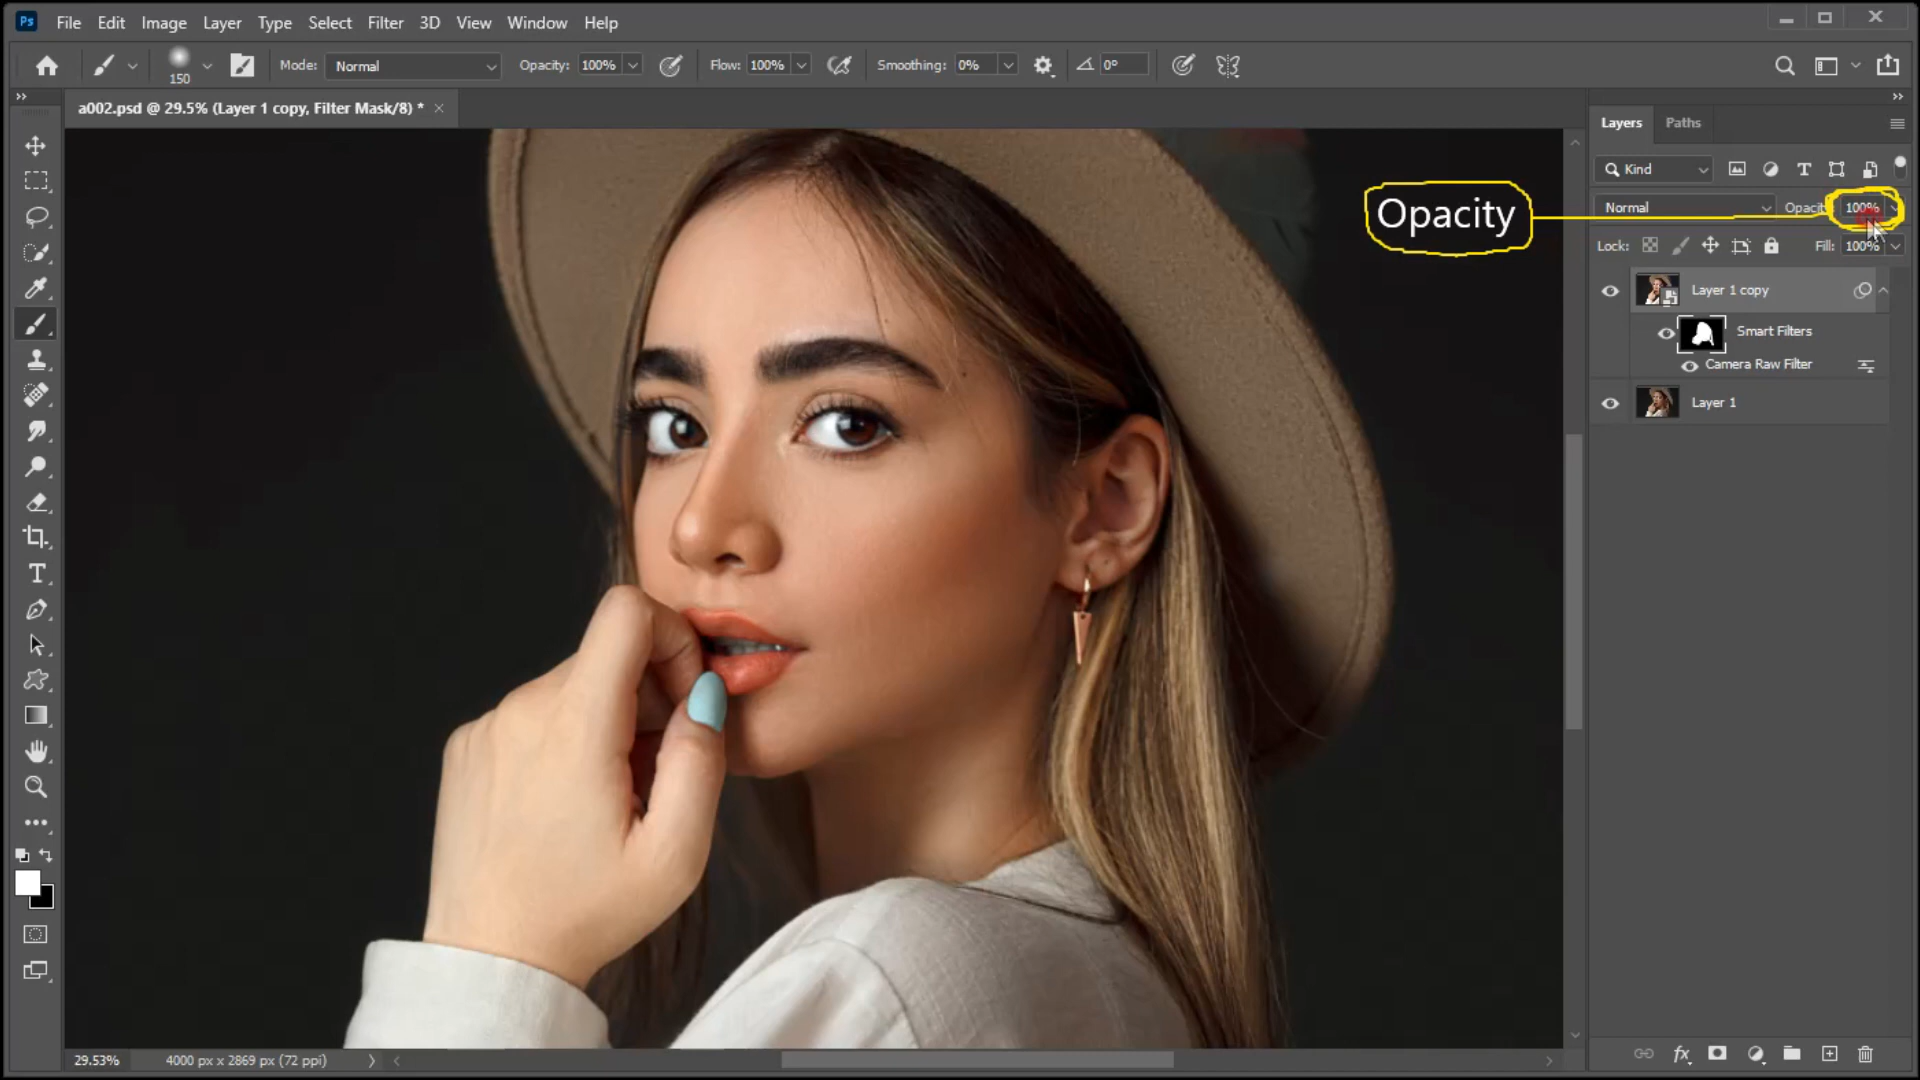 Ps File Edit Image Layer Type Select Filter 3D View Window Help
150 Mode: Normal Opacity: 100% Flow: 100% Smoothing: 0% 0°
a002.psd @ 29.5% (Layer 1 copy, Filter Mask/8) *
Layers Paths
Kind
Opacity
Normal Opacity 100%
Lock: Fill: 100%
Layer 1 copy
Smart Filters
Camera Raw Filter
Layer 1
29.53% 4000 px x 2869 px (72 ppi)
fx